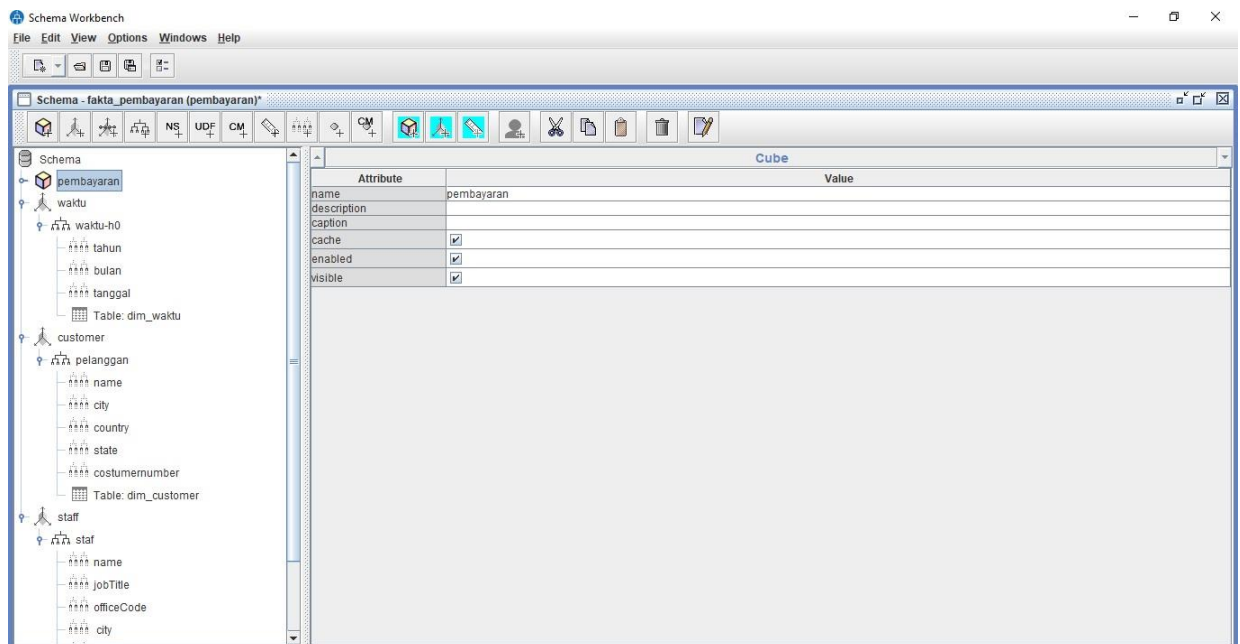 Schema Workbench
File Edit View Options Windows Help
Schema - fakta_pembayaran (pembayaran)*
NS UDF CM CM
Schema
pembayaran
waktu
waktu-h0
tahun
bulan
tanggal
Table: dim_waktu
customer
pelanggan
name
city
country
state
costumernumber
Table: dim_customer
staff
staf
name
jobTitle
officeCode
city
Cube
Attribute Value
name pembayaran
description
caption
cache
enabled
visible